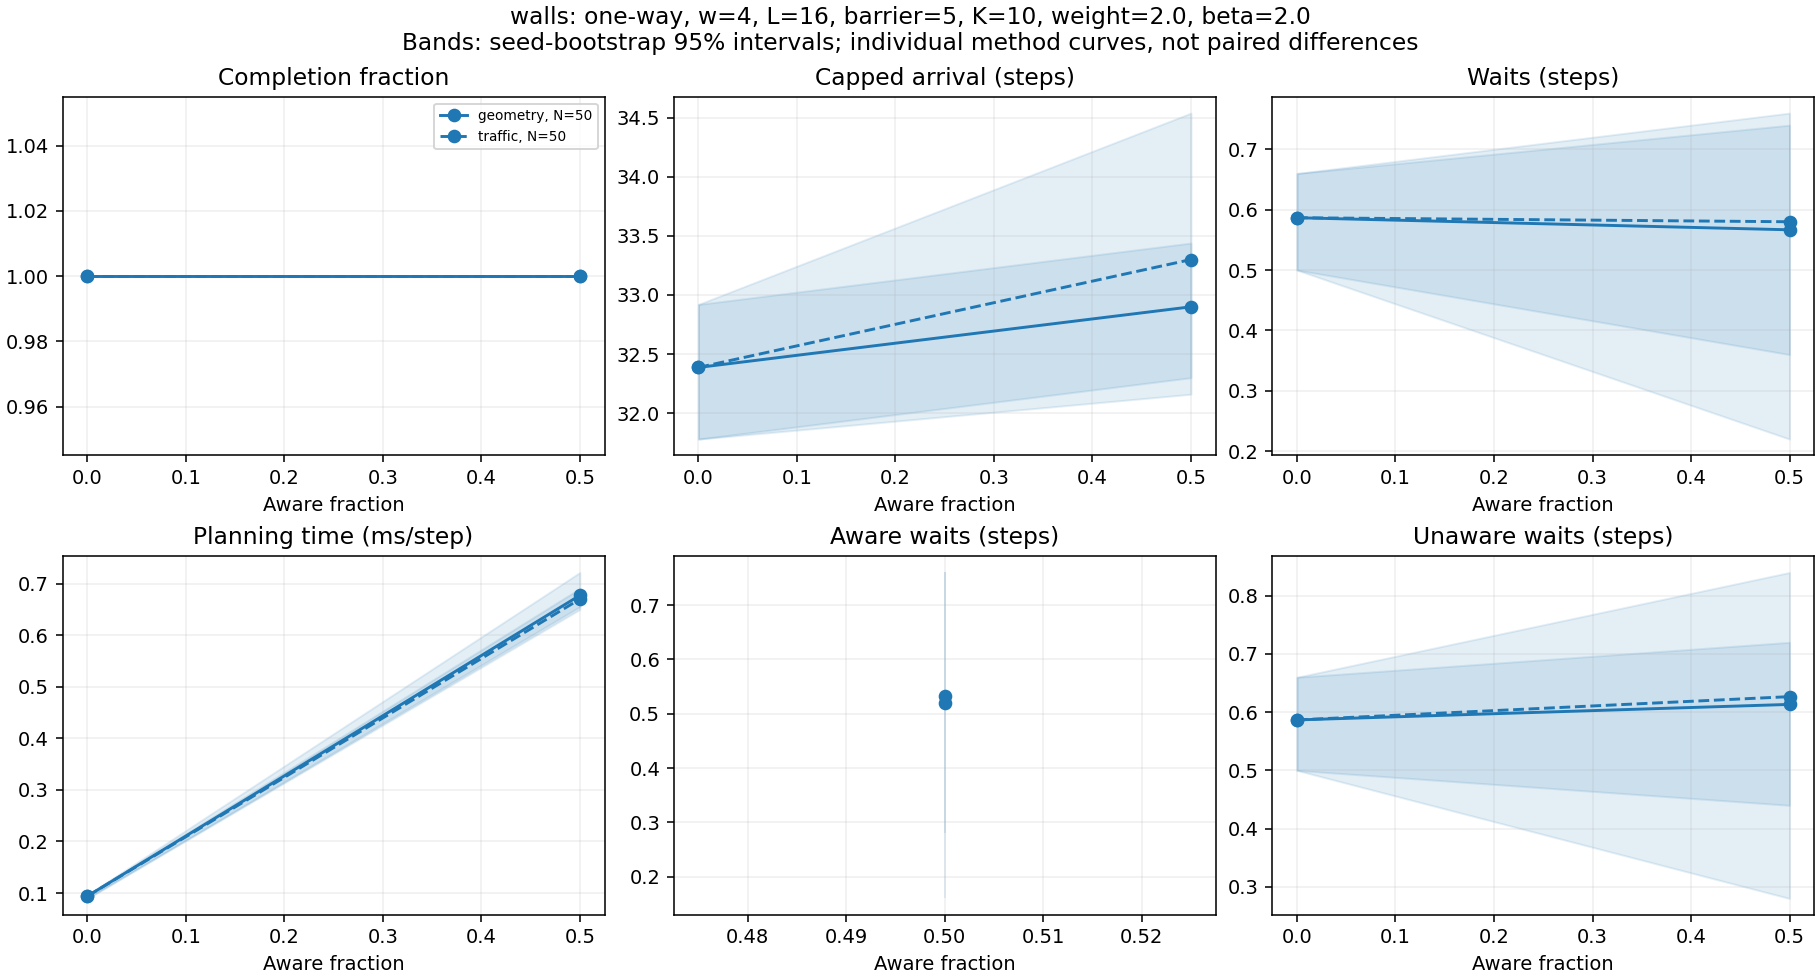 walls: one-way, w=4, L=16, barrier=5, K=10, weight=2.0, beta=2.0
Bands: seed-bootstrap 95% intervals; individual method curves, not paired differences
Completion fraction
geometry, N=50
traffic, N=50
1.04
1.02
1.00
0.98
0.96
0.0 0.1 0.2 0.3 0.4 0.5
Aware fraction
Capped arrival (steps)
34.5
34.0
33.5
33.0
32.5
32.0
0.0 0.1 0.2 0.3 0.4 0.5
Aware fraction
Waits (steps)
0.7
0.6
0.5
0.4
0.3
0.2
0.0 0.1 0.2 0.3 0.4 0.5
Aware fraction
Planning time (ms/step)
0.7
0.6
0.5
0.4
0.3
0.2
0.1
0.0 0.1 0.2 0.3 0.4 0.5
Aware fraction
Aware waits (steps)
0.7
0.6
0.5
0.4
0.3
0.2
0.48 0.49 0.50 0.51 0.52
Aware fraction
Unaware waits (steps)
0.8
0.7
0.6
0.5
0.4
0.3
0.0 0.1 0.2 0.3 0.4 0.5
Aware fraction